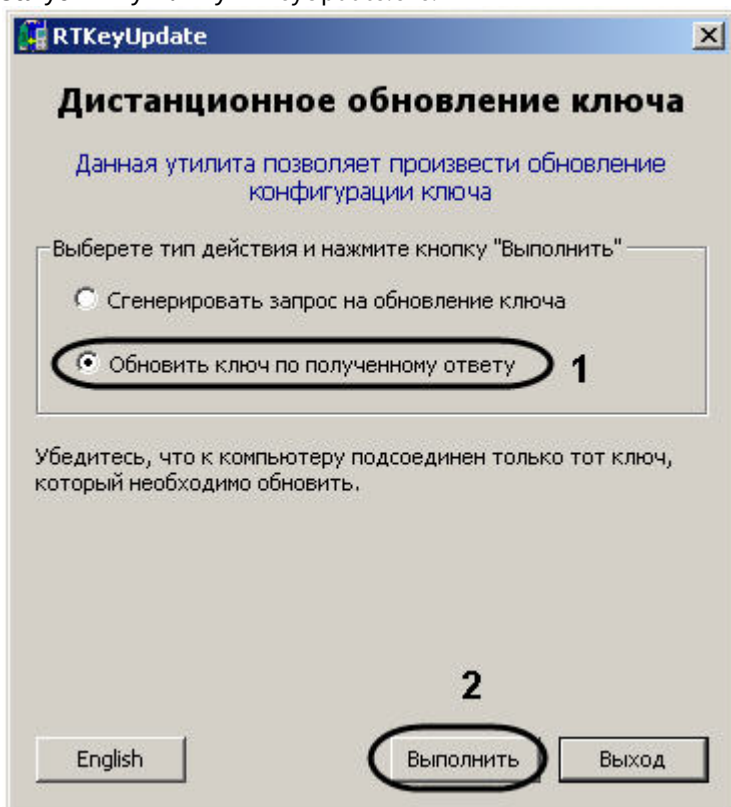 RTKeyUpdate
Дистанционное обновление ключа
Данная утилита позволяет произвести обновление
конфигурации ключа
Выберете тип действия и нажмите кнопку "Выполнить"
Сгенерировать запрос на обновление ключа
Обновить ключ по полученному ответу 1
Убедитесь, что к компьютеру подсоединен только тот ключ,
который необходимо обновить.
2
English Выполнить Выход